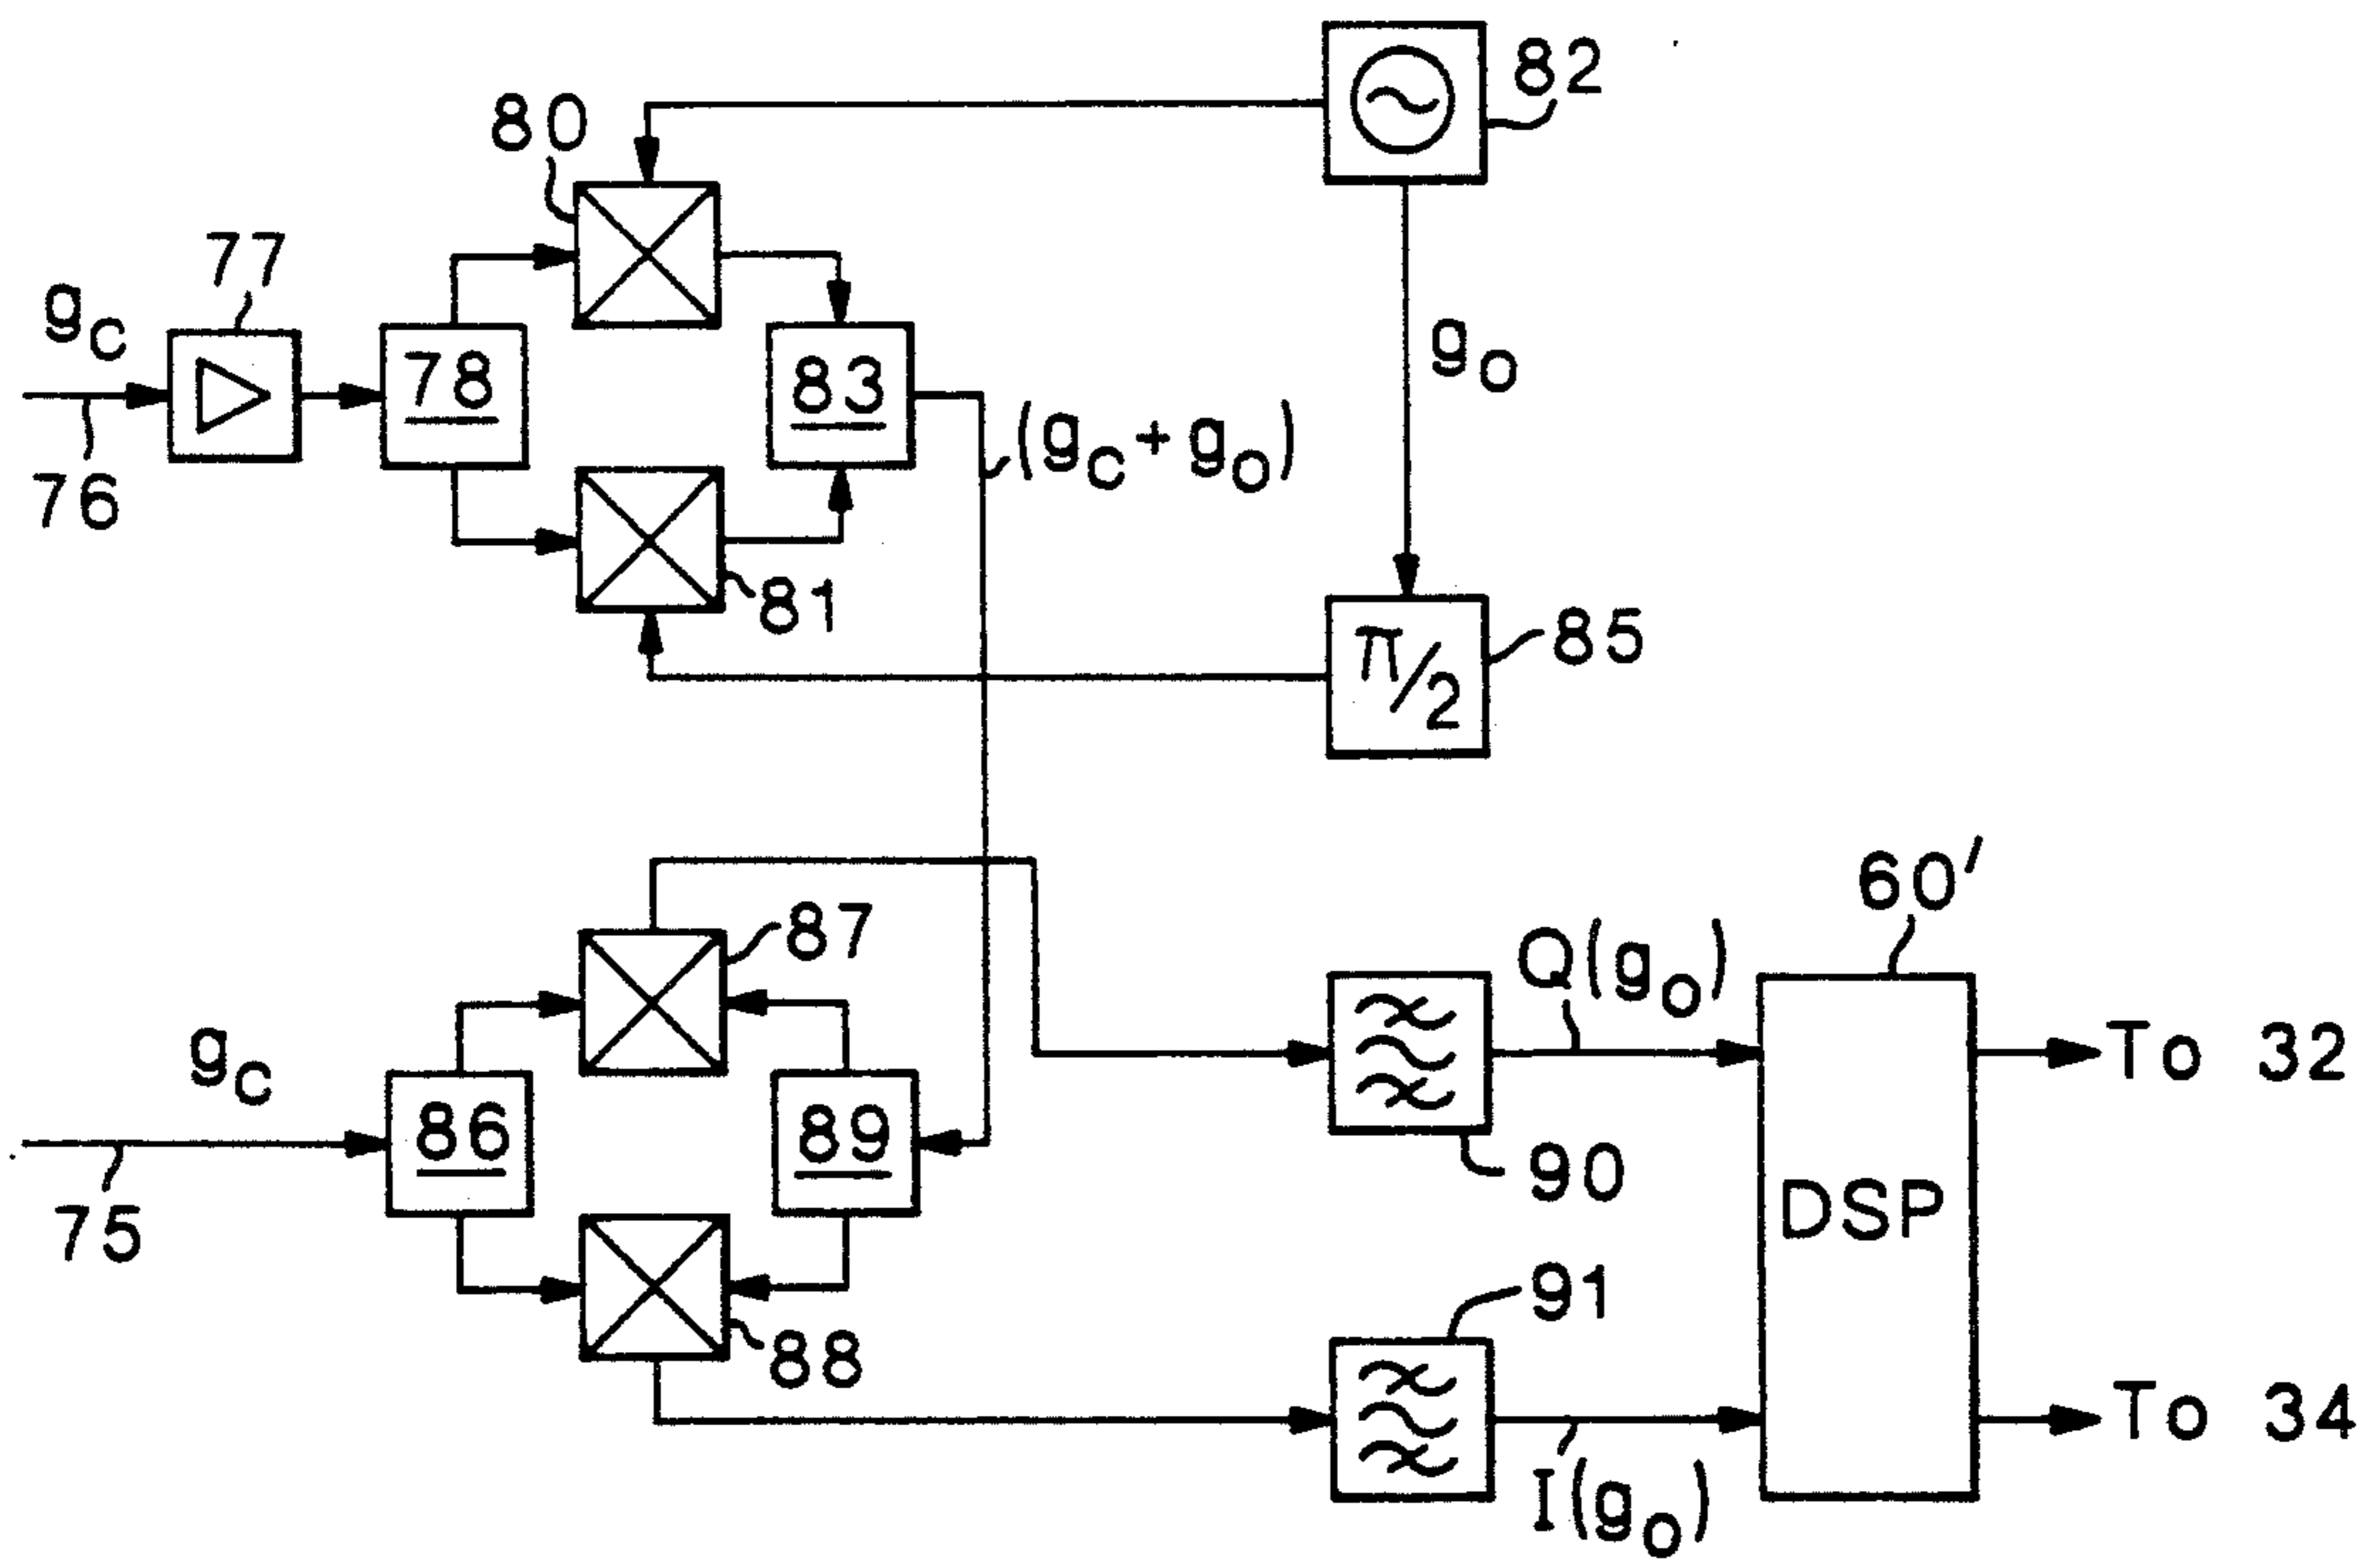 82
80
77
g_c
78
83
g_o
(g_c + g_o)
76
81
85
π/2
60′
87
Q(g_o)
g_c
To 32
86
89
90
DSP
75
91
88
To 34
I(g_o)